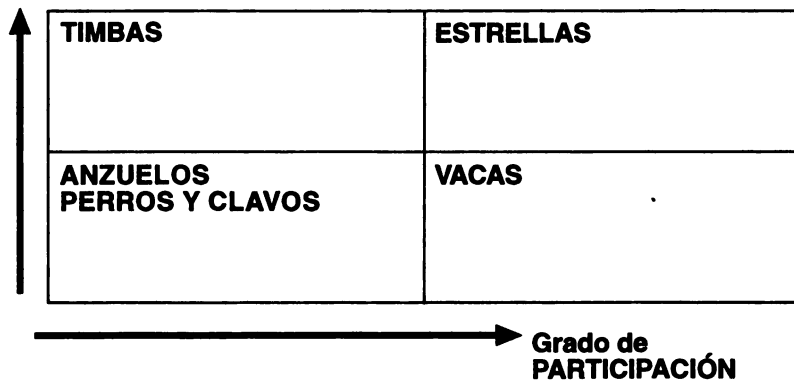 TIMBAS
ESTRELLAS
ANZUELOS
PERROS Y CLAVOS
VACAS
Grado de
PARTICIPACIÓN